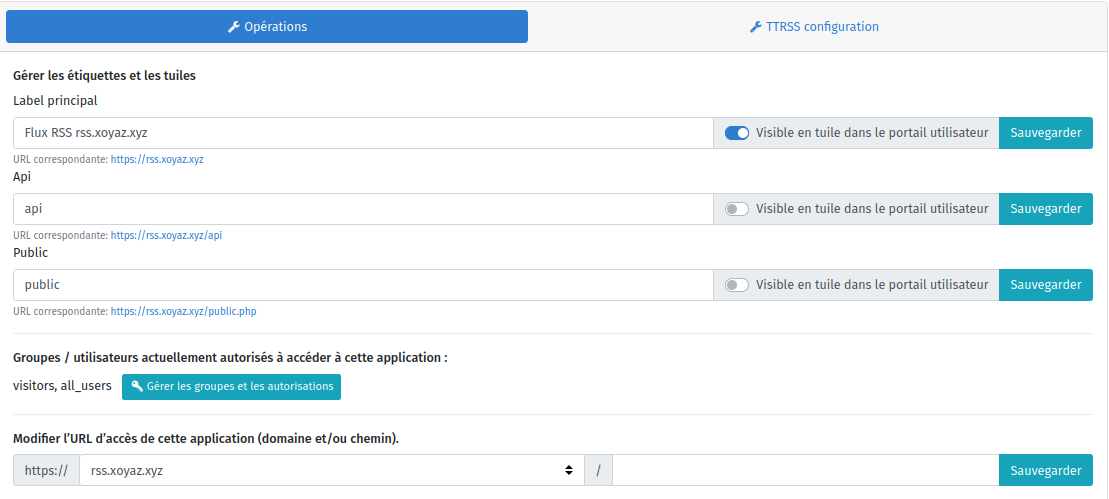 Opérations
TTRSS configuration
Gérer les étiquettes et les tuiles
Label principal
Flux RSS rss.xoyaz.xyz Visible en tuile dans le portail utilisateur Sauvegarder
URL correspondante: https://rss.xoyaz.xyz
Api
api Visible en tuile dans le portail utilisateur Sauvegarder
URL correspondante: https://rss.xoyaz.xyz/api
Public
public Visible en tuile dans le portail utilisateur Sauvegarder
URL correspondante: https://rss.xoyaz.xyz/public.php
Groupes / utilisateurs actuellement autorisés à accéder à cette application :
visitors, all_users Gérer les groupes et les autorisations
Modifier l’URL d’accès de cette application (domaine et/ou chemin).
https:// rss.xoyaz.xyz / Sauvegarder